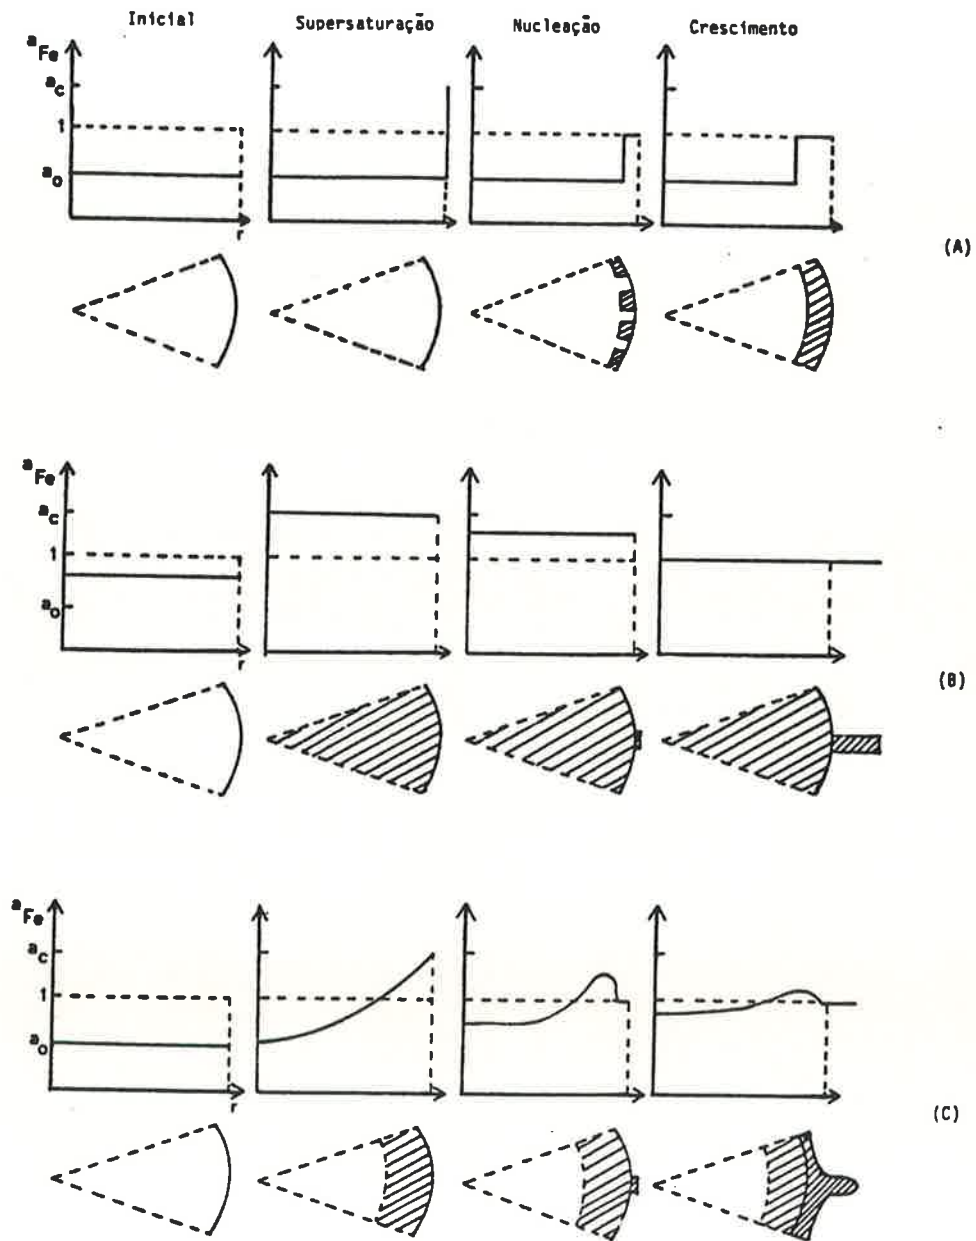 Inicial Supersaturação Nucleação Crescimento
aFe
ac
1
ao
r
(A)
aFe
ac
1
ao
r
(B)
aFe
ac
1
ao
r
(C)